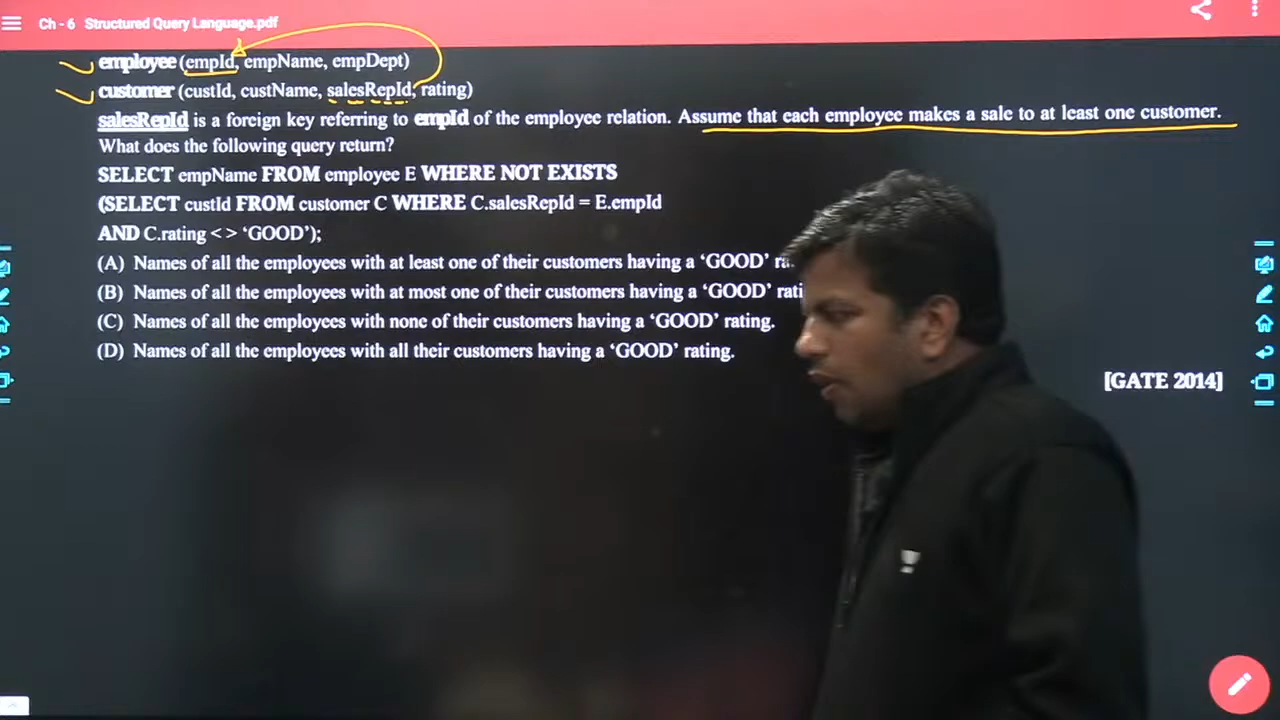 Ch - 6 Structured Query Language.pdf
employee (empId, empName, empDept)
customer (custId, custName, salesRepId, rating)
salesRepId is a foreign key referring to empId of the employee relation. Assume that each employee makes a sale to at least one customer.
What does the following query return?
SELECT empName FROM employee E WHERE NOT EXISTS
(SELECT custId FROM customer C WHERE C.salesRepId = E.empId
AND C.rating < > ‘GOOD’);
(A) Names of all the employees with at least one of their customers having a ‘GOOD’
(B) Names of all the employees with at most one of their customers having a ‘GOOD’
(C) Names of all the employees with none of their customers having a ‘GOOD’ rating.
(D) Names of all the employees with all their customers having a ‘GOOD’ rating.
[GATE 2014]